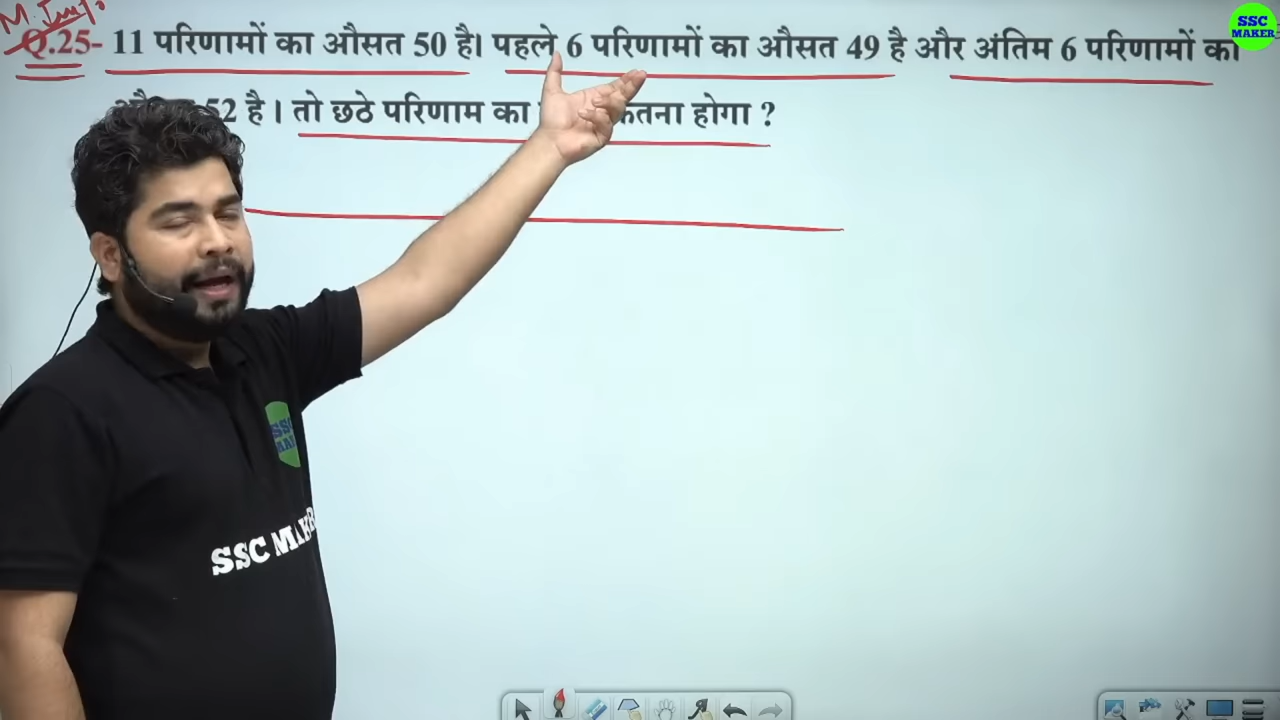 M. Imp.
Q.25- 11 परिणामों का औसत 50 है। पहले 6 परिणामों का औसत 49 है और अंतिम 6 परिणामों का
52 है। तो छठे परिणाम का होगा ?
SSC
MAKER
SSC
SSC MAKER